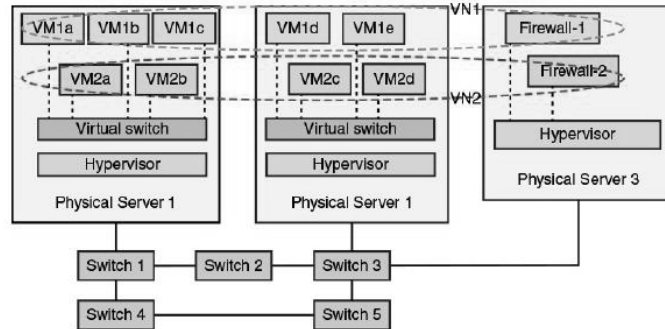 VN1
VM1a VM1b VM1c VM1d VM1e Firewall-1
VM2a VM2b VM2c VM2d Firewall-2
VN2
Virtual switch Virtual switch Hypervisor
Hypervisor Hypervisor
Physical Server 1 Physical Server 1 Physical Server 3
Switch 1 Switch 2 Switch 3
Switch 4 Switch 5